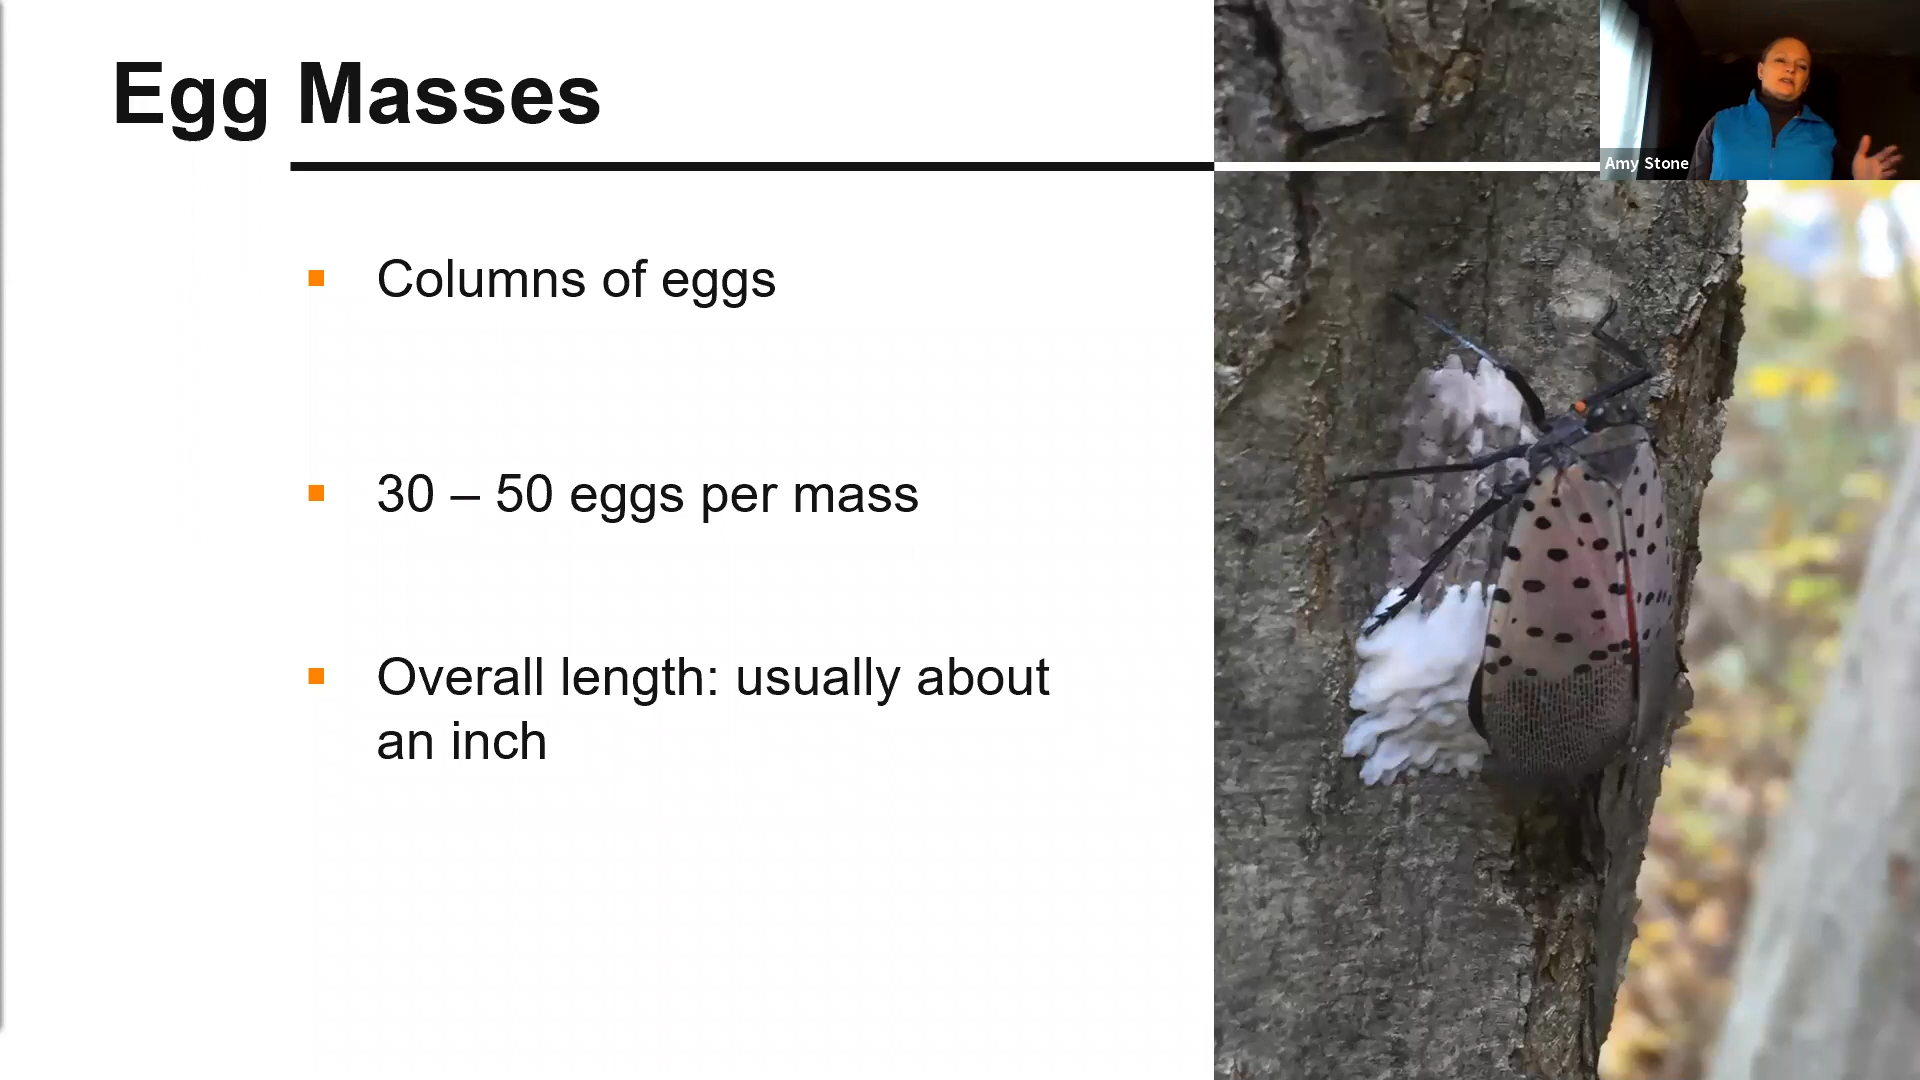 Egg Masses
Amy Stone
▪ Columns of eggs
▪ 30 – 50 eggs per mass
▪ Overall length: usually about
an inch